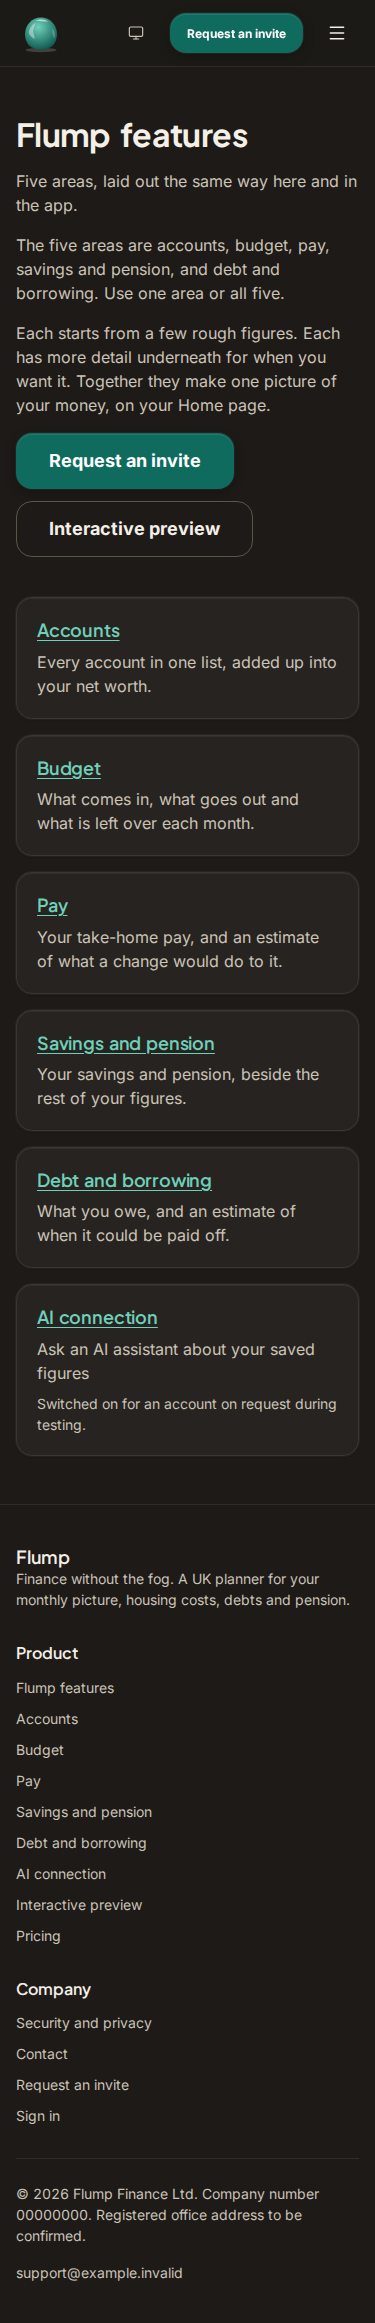 Request an invite
Flump features
Five areas, laid out the same way here and in
the app.
The five areas are accounts, budget, pay,
savings and pension, and debt and
borrowing. Use one area or all five.
Each starts from a few rough figures. Each
has more detail underneath for when you
want it. Together they make one picture of
your money, on your Home page.
Request an invite
Interactive preview
Accounts
Every account in one list, added up into
your net worth.
Budget
What comes in, what goes out and
what is left over each month.
Pay
Your take-home pay, and an estimate
of what a change would do to it.
Savings and pension
Your savings and pension, beside the
rest of your figures.
Debt and borrowing
What you owe, and an estimate of
when it could be paid off.
AI connection
Ask an AI assistant about your saved
figures
Switched on for an account on request during
testing.
Flump
Finance without the fog. A UK planner for your
monthly picture, housing costs, debts and pension.
Product
Flump features
Accounts
Budget
Pay
Savings and pension
Debt and borrowing
AI connection
Interactive preview
Pricing
Company
Security and privacy
Contact
Request an invite
Sign in
© 2026 Flump Finance Ltd. Company number
00000000. Registered office address to be
confirmed.
support@example.invalid